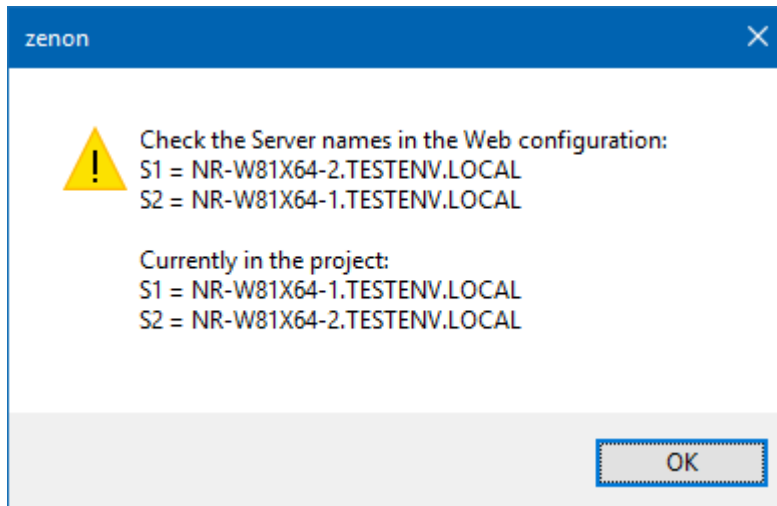 zenon
Check the Server names in the Web configuration:
S1 = NR-W81X64-2.TESTENV.LOCAL
S2 = NR-W81X64-1.TESTENV.LOCAL
Currently in the project:
S1 = NR-W81X64-1.TESTENV.LOCAL
S2 = NR-W81X64-2.TESTENV.LOCAL
OK